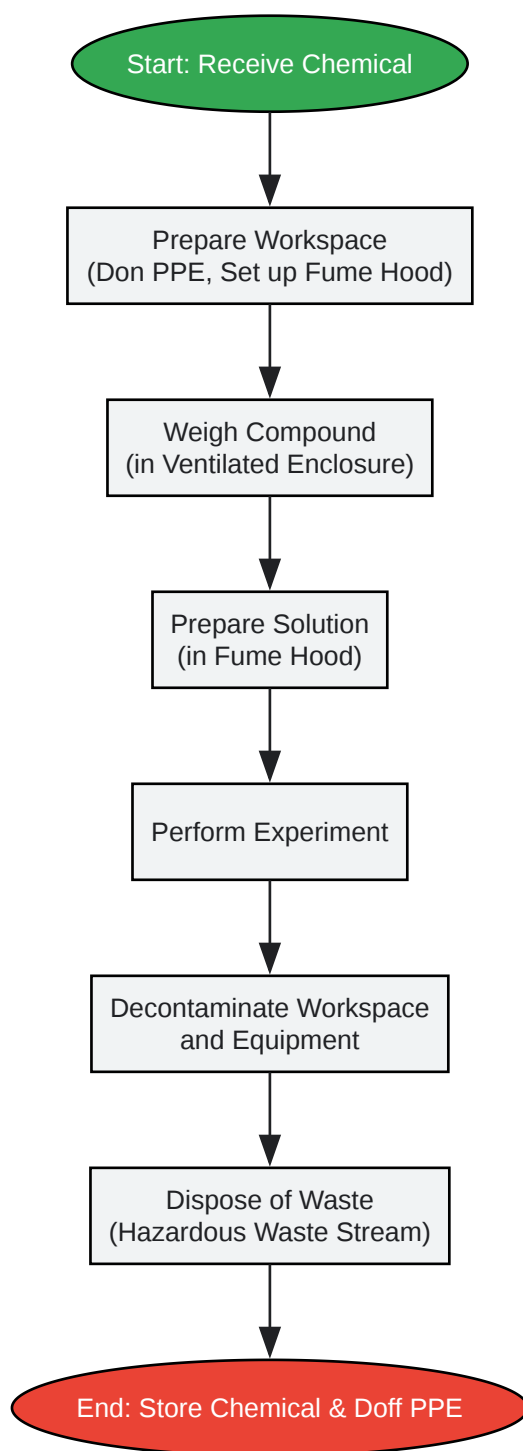 Start: Receive Chemical
Prepare Workspace
(Don PPE, Set up Fume Hood)
Weigh Compound
(in Ventilated Enclosure)
Prepare Solution
(in Fume Hood)
Perform Experiment
Decontaminate Workspace
and Equipment
Dispose of Waste
(Hazardous Waste Stream)
End: Store Chemical & Doff PPE